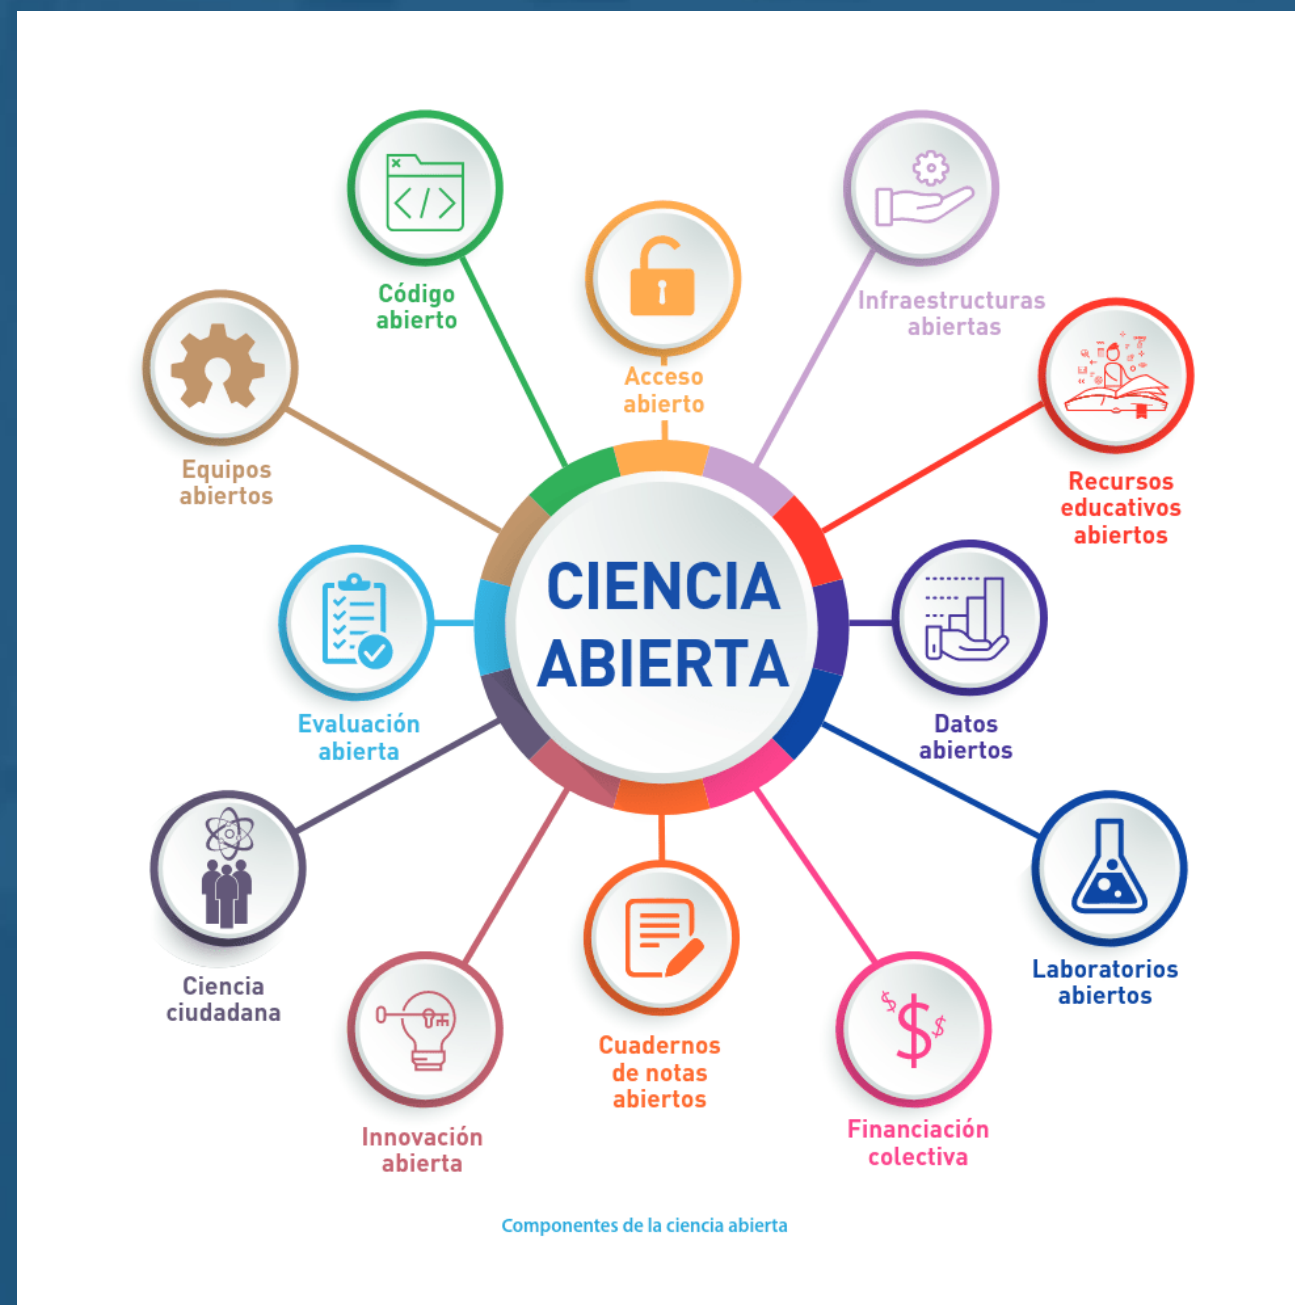 Código
abierto
Acceso
abierto
Infraestructuras
abiertas
Equipos
abiertos
Recursos
educativos
abiertos
CIENCIA
ABIERTA
Evaluación
abierta
Datos
abiertos
Ciencia
ciudadana
Laboratorios
abiertos
Innovación
abierta
Cuadernos
de notas
abiertos
Financiación
colectiva
Componentes de la ciencia abierta